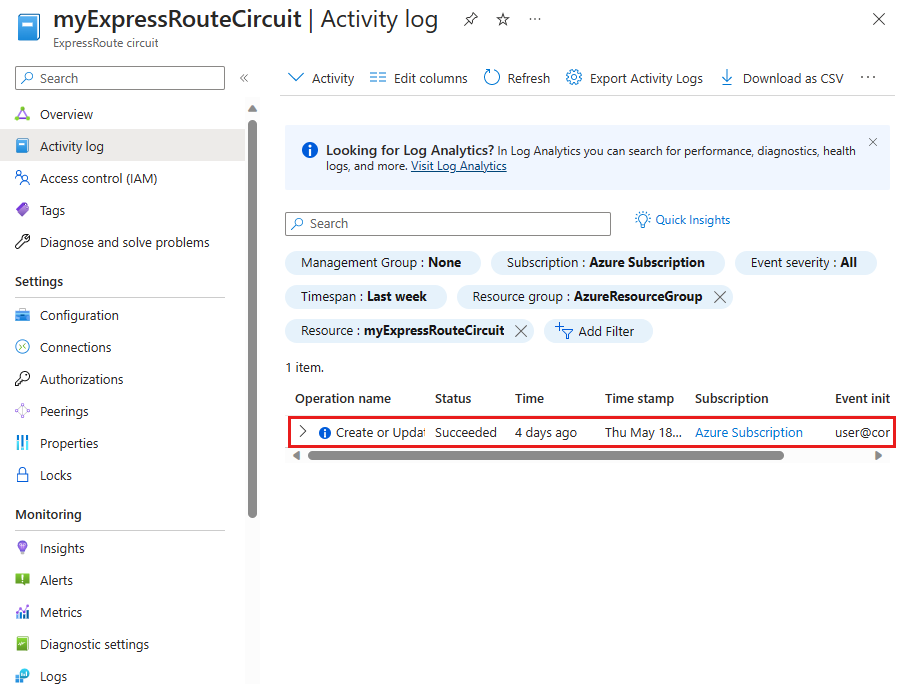 myExpressRouteCircuit | Activity log
ExpressRoute circuit
Search
Overview
Activity log
Access control (IAM)
Tags
Diagnose and solve problems
Settings
Configuration
Connections
Authorizations
Peerings
Properties
Locks
Monitoring
Insights
Alerts
Metrics
Diagnostic settings
Logs
Activity Edit columns Refresh Export Activity Logs Download as CSV
Looking for Log Analytics? In Log Analytics you can search for performance, diagnostics, health
logs, and more. Visit Log Analytics
Search Quick Insights
Management Group : None Subscription : Azure Subscription Event severity : All
Timespan : Last week Resource group : AzureResourceGroup
Resource : myExpressRouteCircuit Add Filter
1 item.
Operation name Status Time Time stamp Subscription Event init
Create or Updat Succeeded 4 days ago Thu May 18... Azure Subscription user@cor